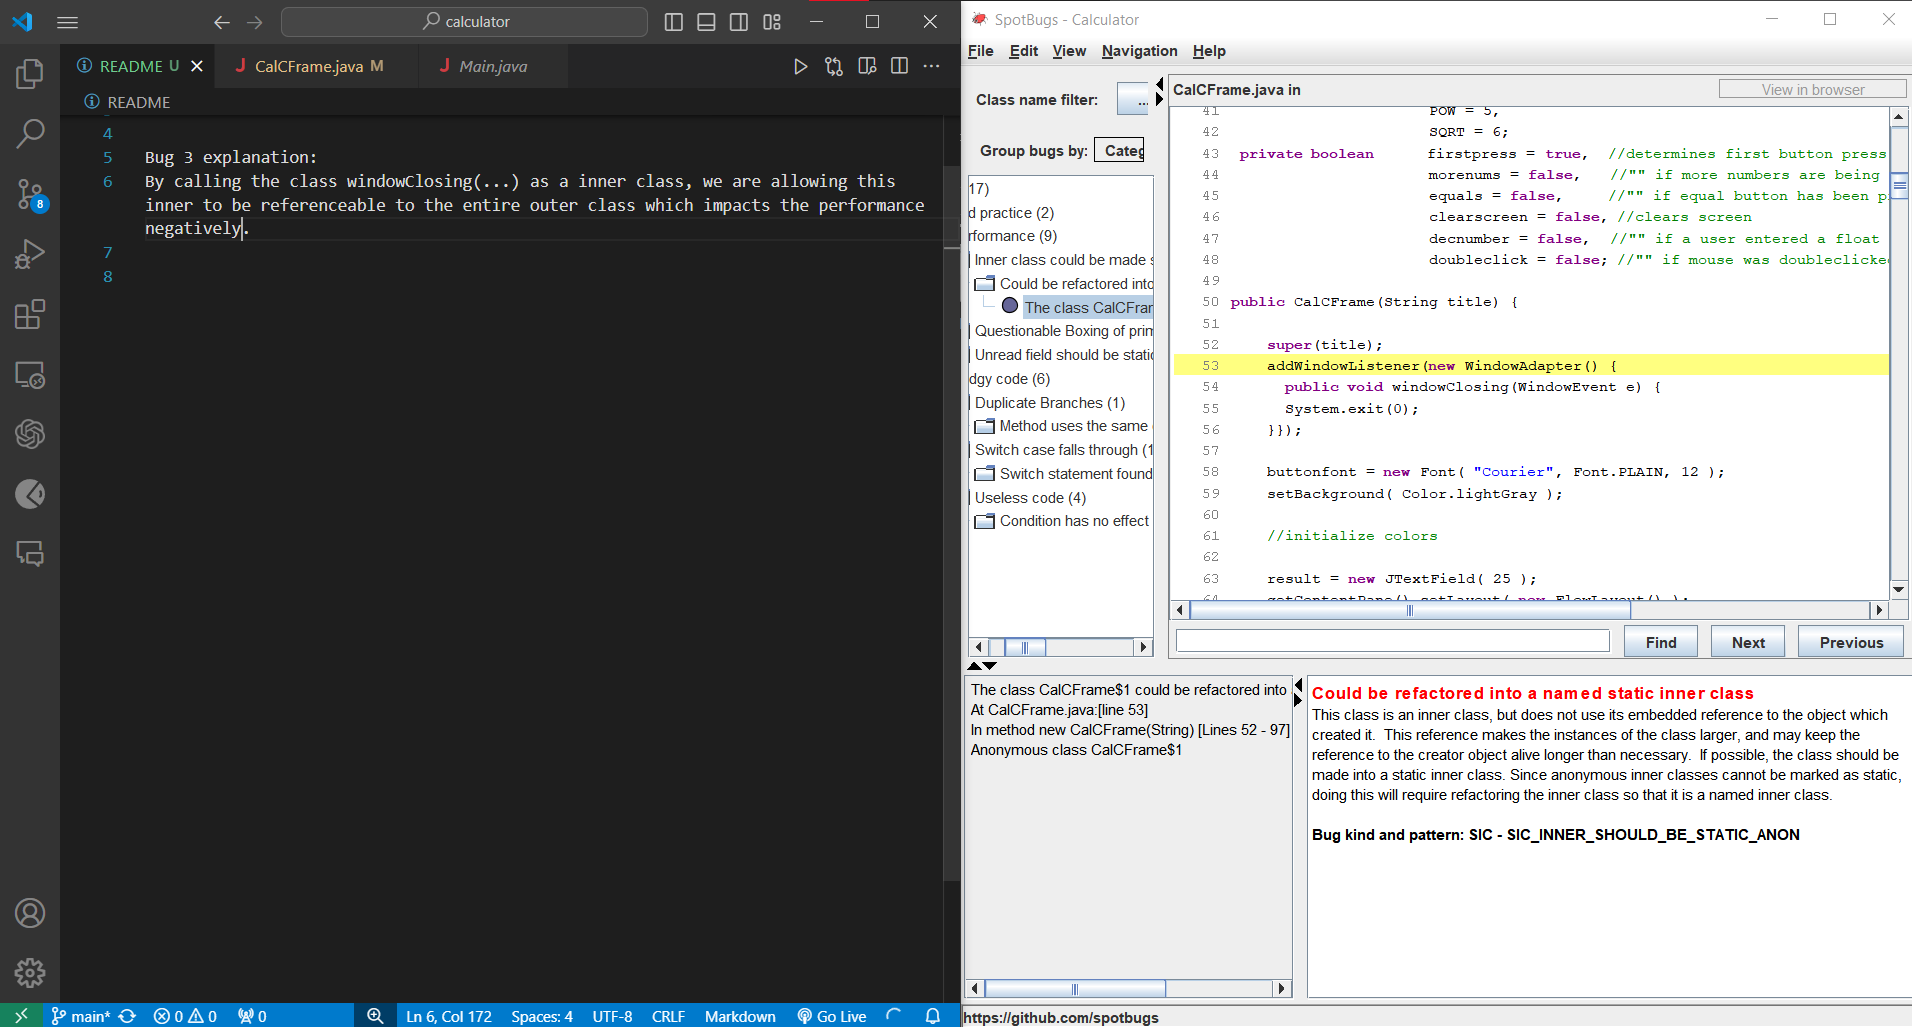 calculator
README U
CalCFrame.java M
Main.java
README
4
5 Bug 3 explanation:
6 By calling the class windowClosing(...) as a inner class, we are allowing this
inner to be referenceable to the entire outer class which impacts the performance
negatively.
7
8
8
main* 0 0 0
Ln 6, Col 172 Spaces: 4 UTF-8 CRLF Markdown Go Live
SpotBugs - Calculator
File Edit View Navigation Help
Class name filter: ...
Group bugs by: Categ
17)
d practice (2)
rformance (9)
Inner class could be made s
Could be refactored into
The class CalCFrar
Questionable Boxing of prim
Unread field should be static
dgy code (6)
Duplicate Branches (1)
Method uses the same
Switch case falls through (1
Switch statement found
Useless code (4)
Condition has no effect
CalCFrame.java in
View in browser
41 POW = 5,
42 SQRT = 6;
43 private boolean firstpress = true, //determines first button press
44 morenums = false, //"" if more numbers are being
45 equals = false, //"" if equal button has been p
46 clearscreen = false, //clears screen
47 decnumber = false, //"" if a user entered a float
48 doubleclick = false; //"" if mouse was doubleclicked
49
50 public CalCFrame(String title) {
51
52 super(title);
53 addWindowListener(new WindowAdapter() {
54 public void windowClosing(WindowEvent e) {
55 System.exit(0);
56 }});
57
58 buttonfont = new Font( "Courier", Font.PLAIN, 12 );
59 setBackground( Color.lightGray );
60
61 //initialize colors
62
63 result = new JTextField( 25 );
64 getContentPane().setLayout( new FlowLayout() );
Find Next Previous
The class CalCFrame$1 could be refactored into
At CalCFrame.java:[line 53]
In method new CalCFrame(String) [Lines 52 - 97]
Anonymous class CalCFrame$1
Could be refactored into a named static inner class
This class is an inner class, but does not use its embedded reference to the object which
created it. This reference makes the instances of the class larger, and may keep the
reference to the creator object alive longer than necessary. If possible, the class should be
made into a static inner class. Since anonymous inner classes cannot be marked as static,
doing this will require refactoring the inner class so that it is a named inner class.
Bug kind and pattern: SIC - SIC_INNER_SHOULD_BE_STATIC_ANON
https://github.com/spotbugs